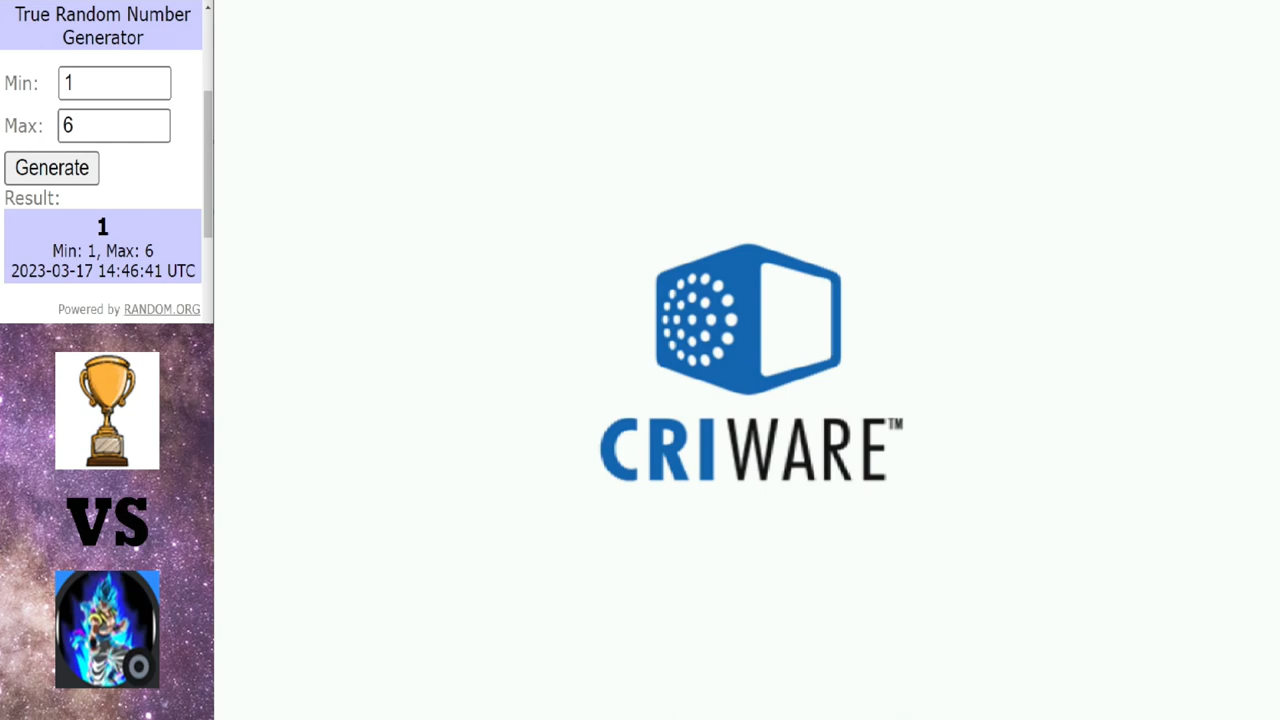 True Random Number
Generator
Min: 1
Max: 6
Generate
Result:
1
Min: 1, Max: 6
2023-03-17 14:46:41 UTC
Powered by RANDOM.ORG
VS
CRIWARE™